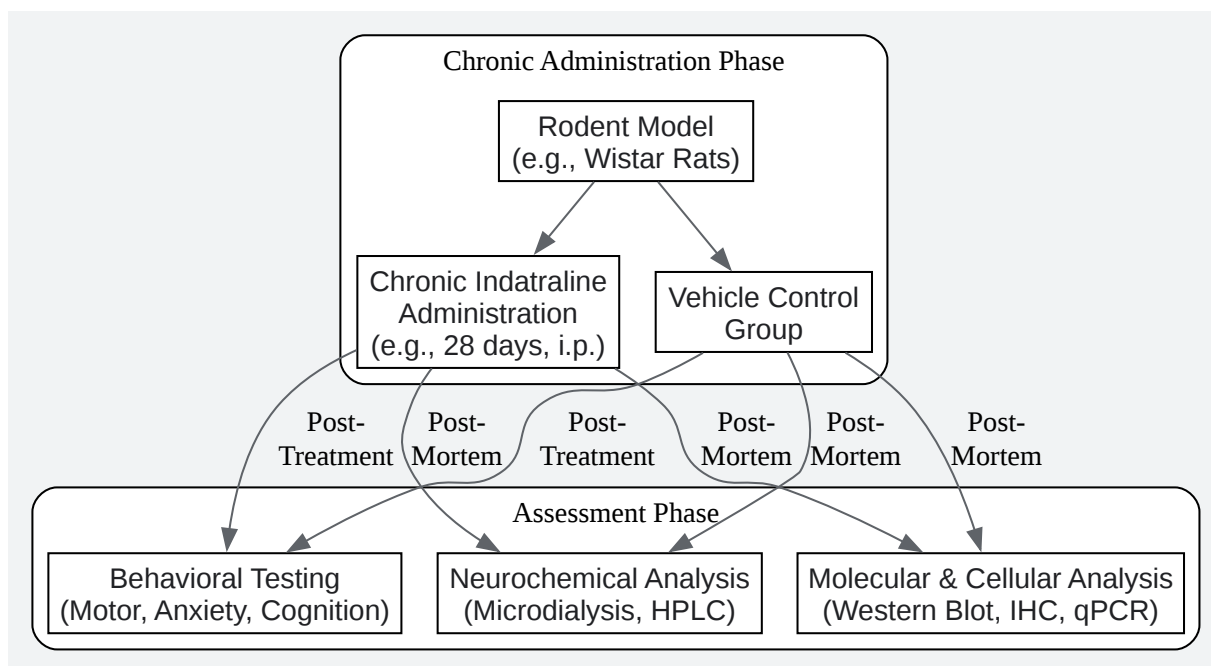 Chronic Administration Phase
Rodent Model
(e.g., Wistar Rats)
Chronic Indatraline
Administration
(e.g., 28 days, i.p.)
Vehicle Control
Group
Post-
Treatment
Post-
Mortem
Post-
Treatment
Post-
Mortem
Post-
Mortem
Post-
Mortem
Assessment Phase
Behavioral Testing
(Motor, Anxiety, Cognition)
Neurochemical Analysis
(Microdialysis, HPLC)
Molecular & Cellular Analysis
(Western Blot, IHC, qPCR)